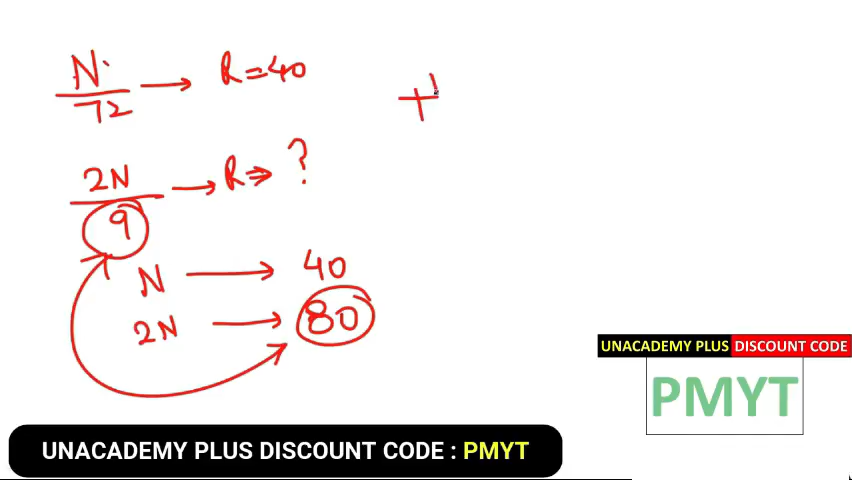 N
72 → R = 40
2N
9 → R ⇒ ?
N → 40
2N → 80
UNACADEMY PLUS DISCOUNT CODE
PMYT
UNACADEMY PLUS DISCOUNT CODE : PMYT